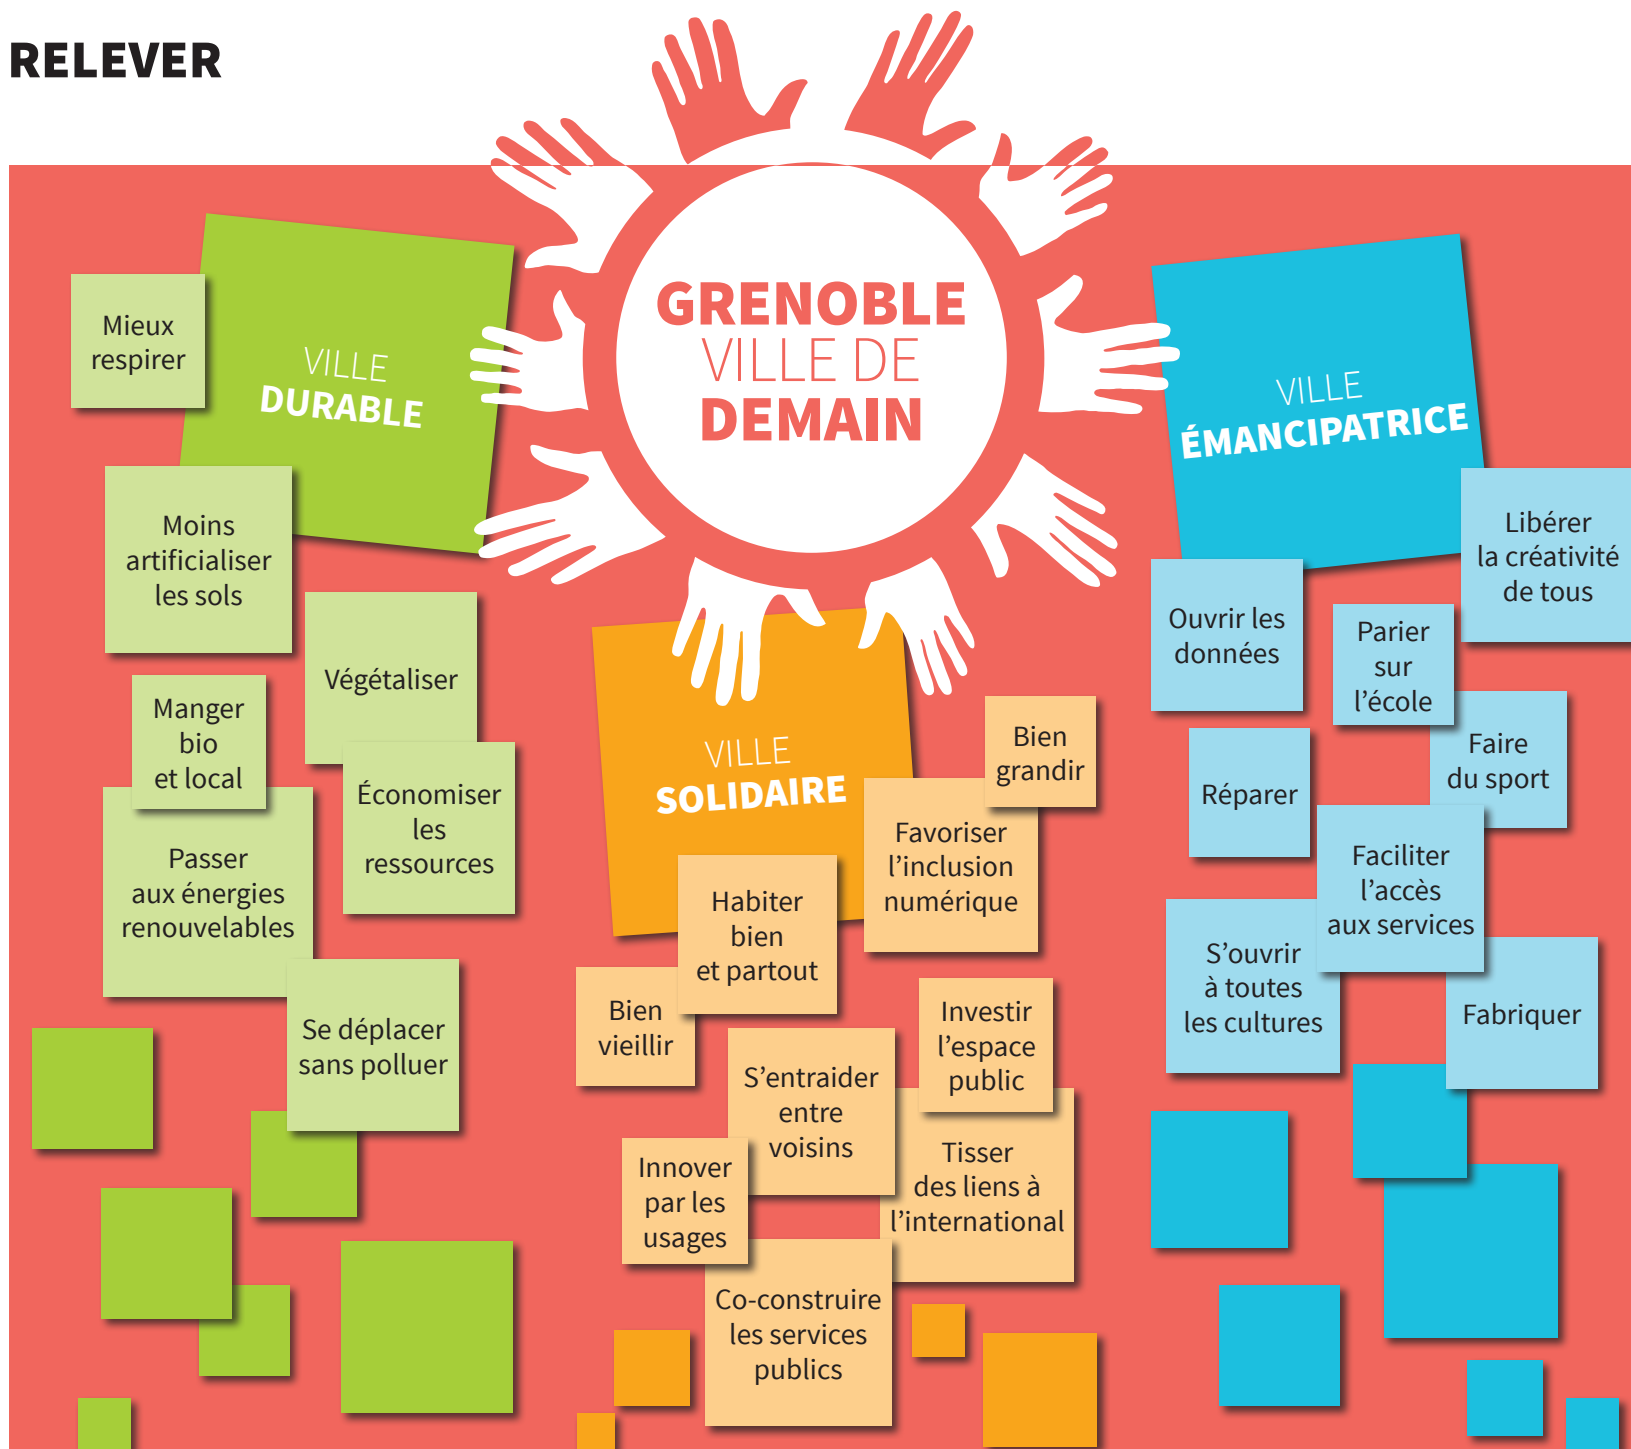 RELEVER
GRENOBLE
VILLE DE
DEMAIN
VILLE
DURABLE
Mieux
respirer
Moins
artificialiser
les sols
Végétaliser
Manger
bio
et local
Économiser
les
ressources
Passer
aux énergies
renouvelables
Se déplacer
sans polluer
VILLE
SOLIDAIRE
Bien
grandir
Favoriser
l’inclusion
numérique
Habiter
bien
et partout
Bien
vieillir
Investir
l’espace
public
S’entraider
entre
voisins
Tisser
des liens à
l’international
Innover
par les
usages
Co-construire
les services
publics
VILLE
ÉMANCIPATRICE
Libérer
la créativité
de tous
Ouvrir les
données
Parier
sur
l’école
Faire
du sport
Réparer
Faciliter
l’accès
aux services
S’ouvrir
à toutes
les cultures
Fabriquer